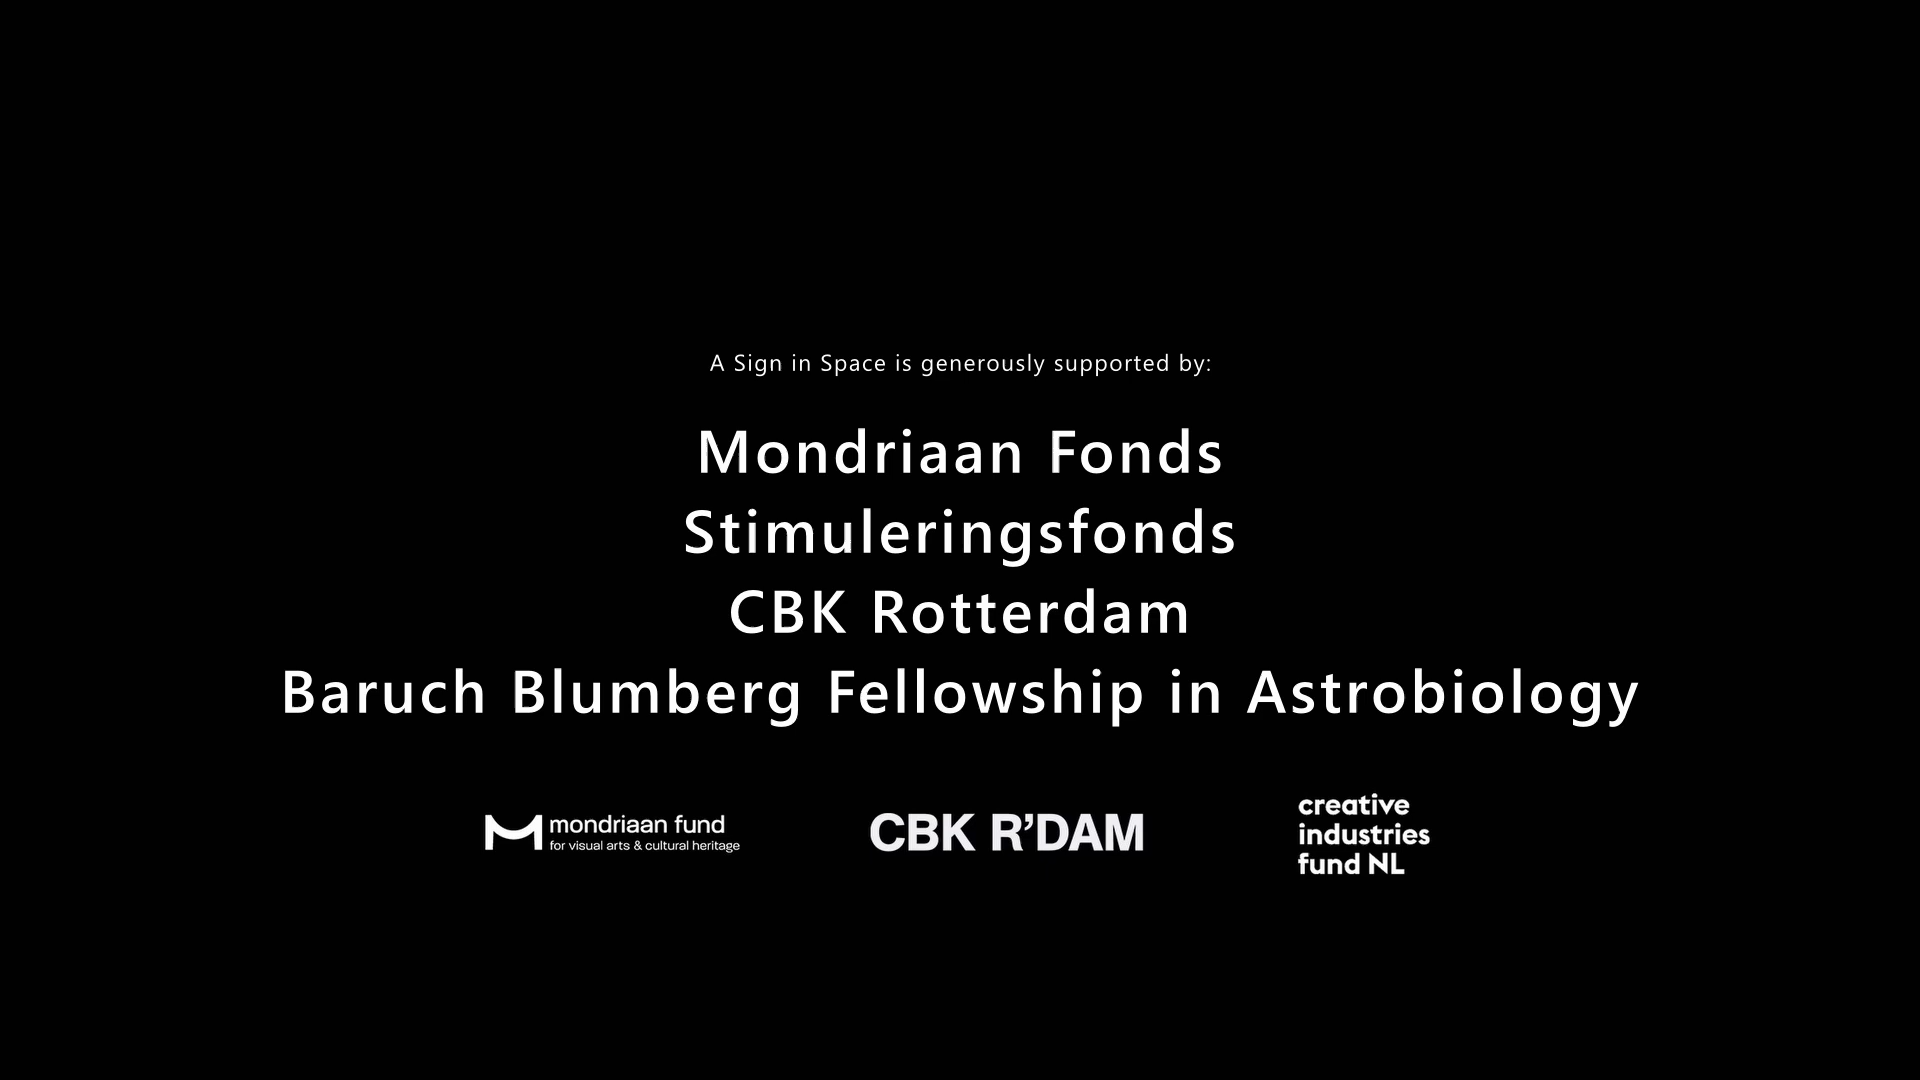 A Sign in Space is generously supported by:
Mondriaan Fonds
Stimuleringsfonds
CBK Rotterdam
Baruch Blumberg Fellowship in Astrobiology
mondriaan fund
for visual arts & cultural heritage
CBK R’DAM
creative
industries
fund NL